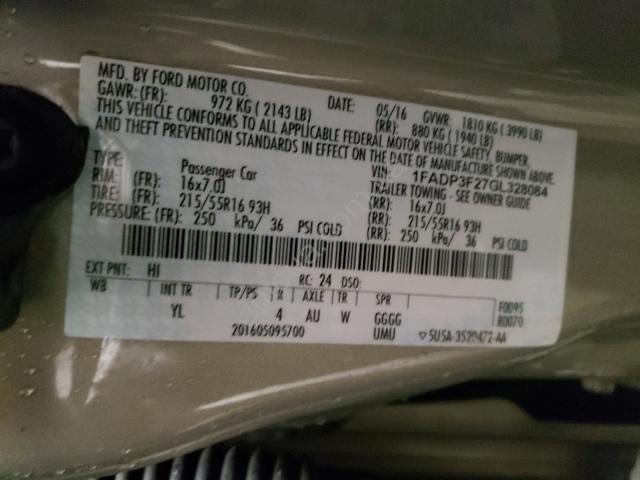 MFD. BY FORD MOTOR CO.
DATE: 05/16 GVWR: 1810 KG ( 3990 LB)
GAWR: (FR): 972 KG ( 2143 LB) (RR): 880 KG ( 1940 LB)
THIS VEHICLE CONFORMS TO ALL APPLICABLE FEDERAL MOTOR VEHICLE SAFETY, BUMPER,
AND THEFT PREVENTION STANDARDS IN EFFECT ON THE DATE OF MANUFACTURE SHOWN ABOVE.
VIN: 1FADP3F27GL328084
TYPE: Passenger Car TRAILER TOWING - SEE OWNER GUIDE
RIM: (FR): 16x7.0J (RR): 16x7.0J
TIRE: (FR): 215/55R16 93H (RR): 215/55R16 93H
PRESSURE: (FR): 250 kPa/ 36 PSI COLD (RR): 250 kPa/ 36 PSI COLD
EXT PNT: HI RC: 24 DSO:
WB INT TR TP/PS R AXLE TR SPR F0095
YL 4 AU W GGGG R0070
201605095700 UMU 5U5A-3520472-AA